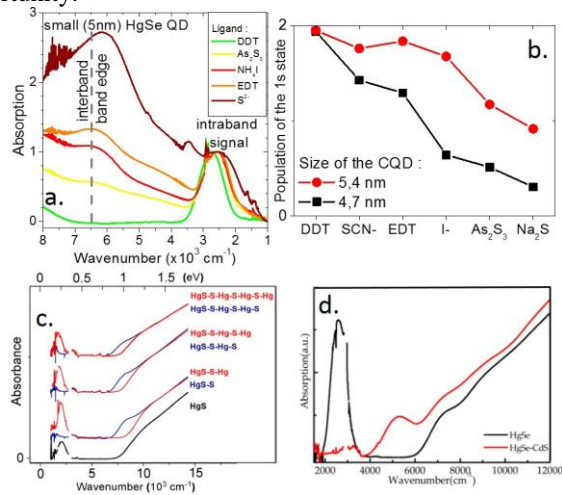 small (5nm) HgSe QD
Ligand :
DDT
As₂S₃
NH₄I
EDT
S²⁻
interband
band edge
intraband
signal
a.
Absorption
3
2
1
0
8 7 6 5 4 3 2 1
Wavenumber (x10³ cm⁻¹)
b.
Population of the 1s state
2
1
0
Size of the CQD :
5,4 nm
4,7 nm
DDT SCN- EDT I- As₂S₃ Na₂S
0 0.5 1 1.5 (eV)
c.
HgS-S-Hg-S-Hg-S-Hg
HgS-S-Hg-S-Hg-S
HgS-S-Hg-S-Hg
HgS-S-Hg-S
HgS-S-Hg
HgS-S
HgS
Absorbance
0
0 5 10 15
Wavenumber (10³ cm⁻¹)
d.
Absorption(a.u.)
HgSe
HgSe-CdS
2000 4000 6000 8000 10000 12000
Wavenumber(cm⁻¹)